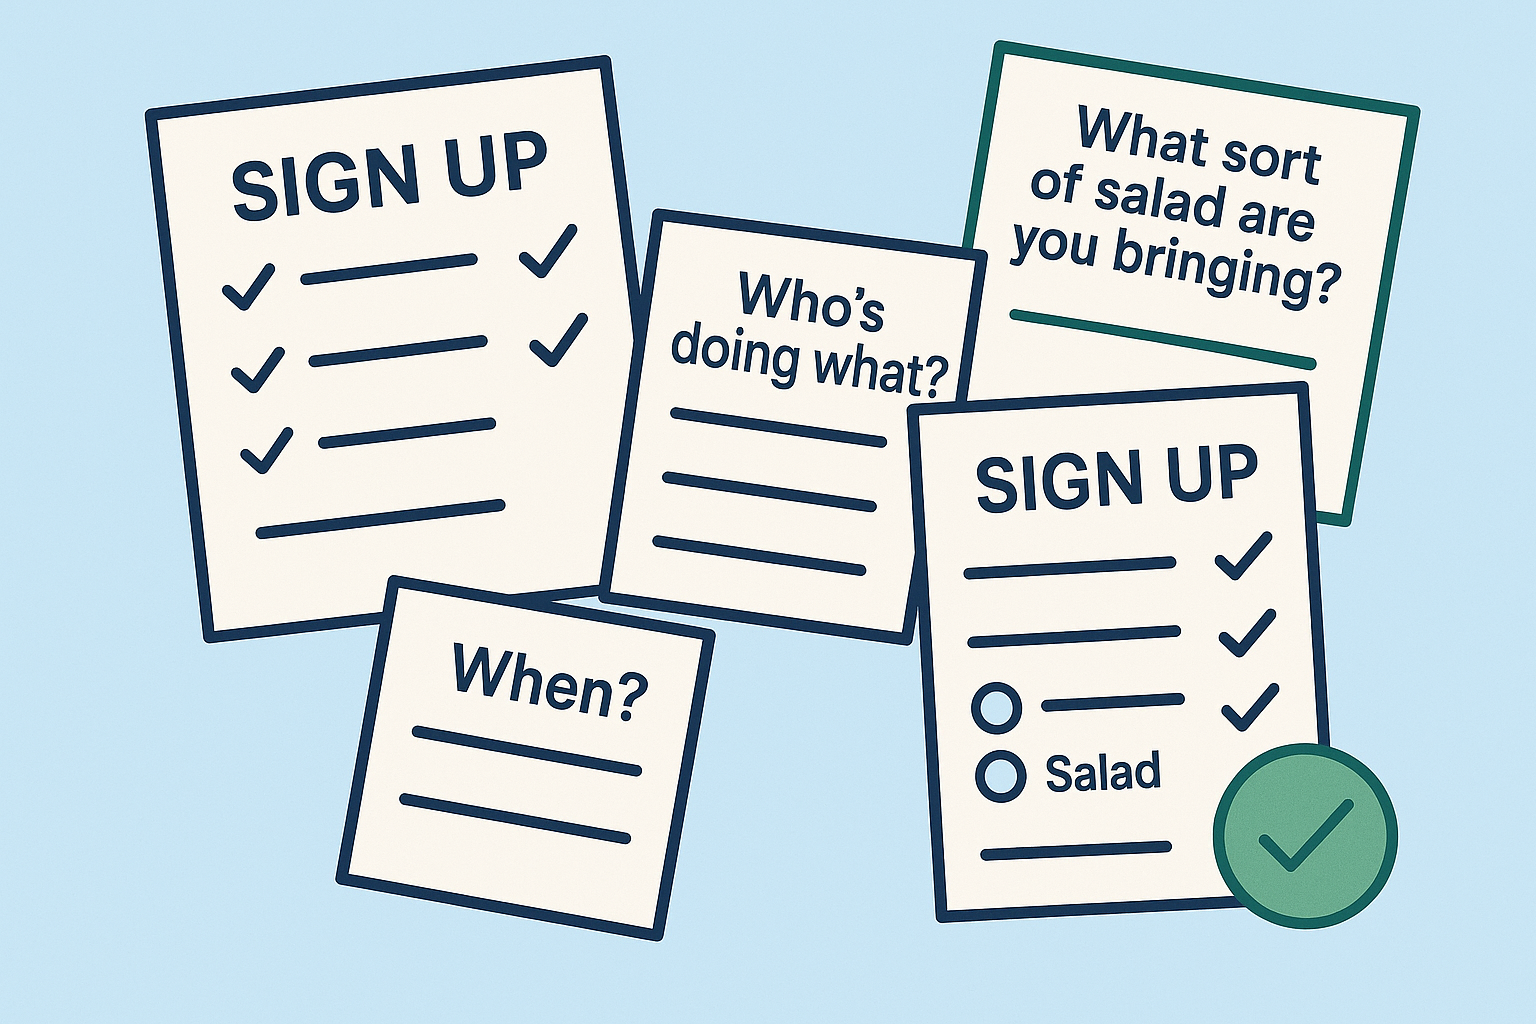 SIGN UP
Who's
doing what?
What sort
of salad are
you bringing?
When?
SIGN UP
Salad